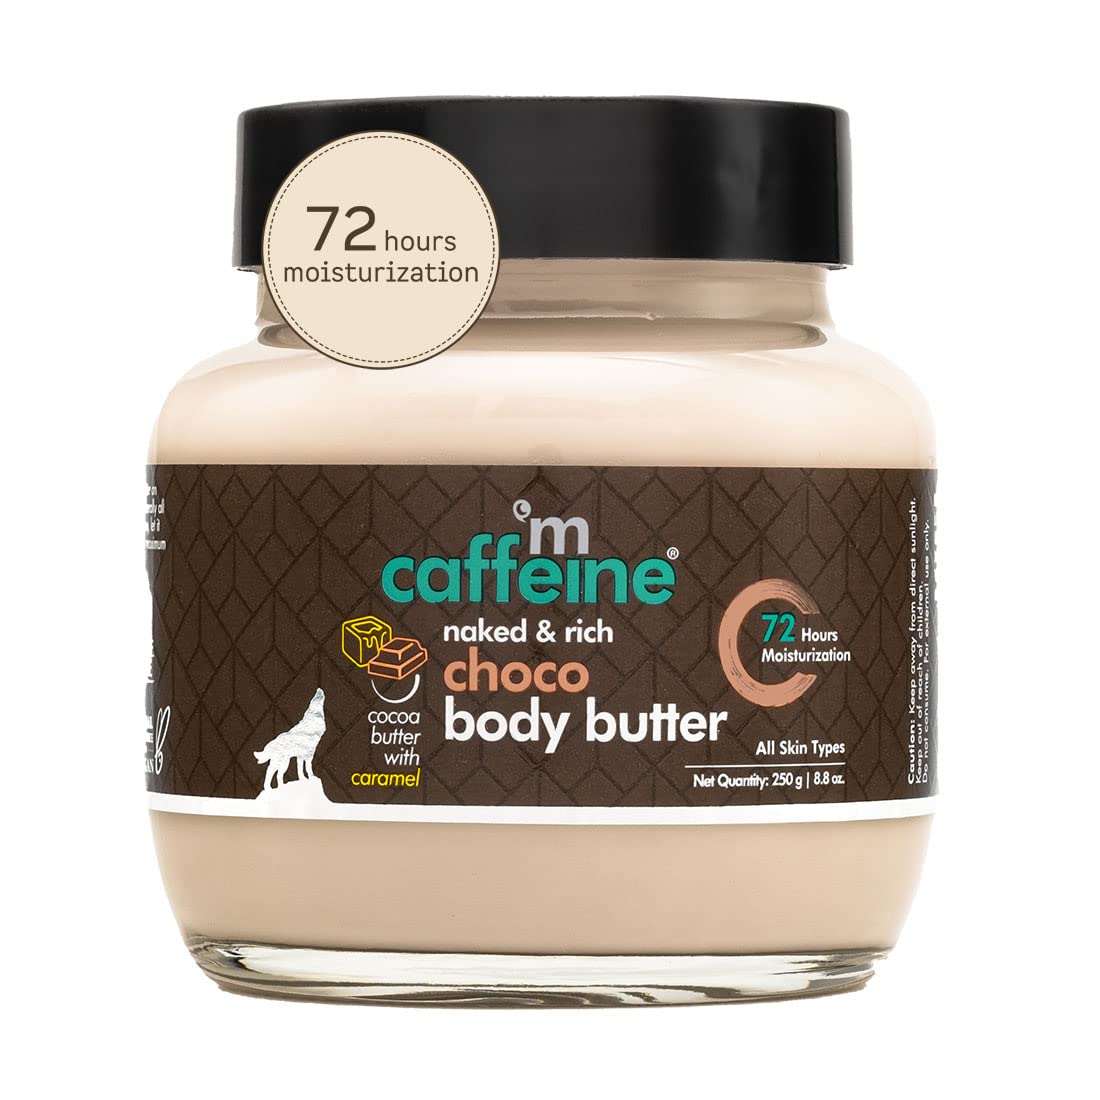 72 hours
moisturization
'm
caffeine®
naked & rich
choco
body butter
cocoa
butter
with
caramel
72 Hours
Moisturization
All Skin Types
Net Quantity: 250 g | 8.8 oz.
Caution: Keep away from direct sunlight.
Keep out of reach of children.
Do not consume. For external use only.